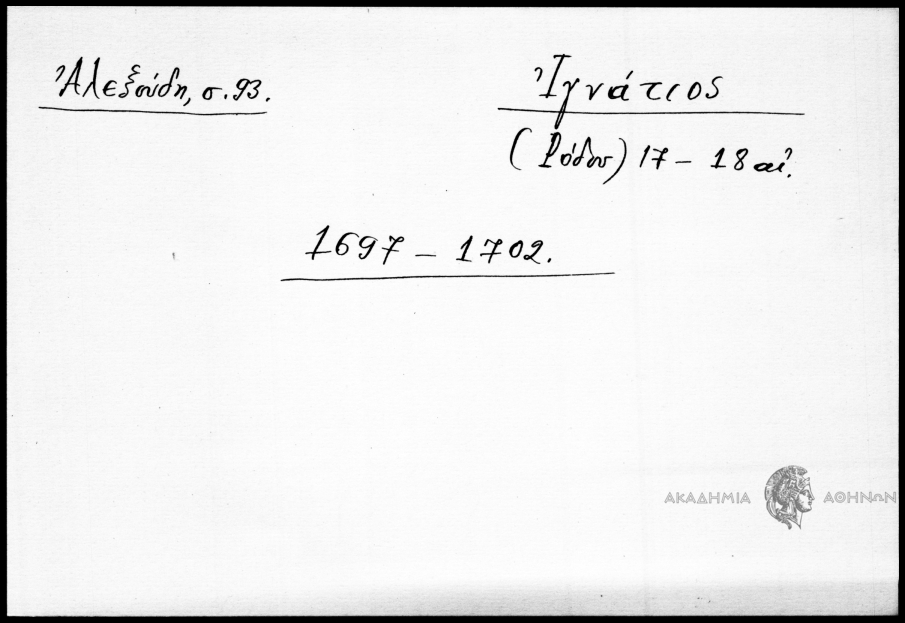 Ἀλεξούδη, σ. 93.
Ἰγνάτιος
(Ρόδου) 17 – 18 αἰ.
1697 – 1702.
ΑΚΑΔΗΜΙΑ ΑΘΗΝΩΝ